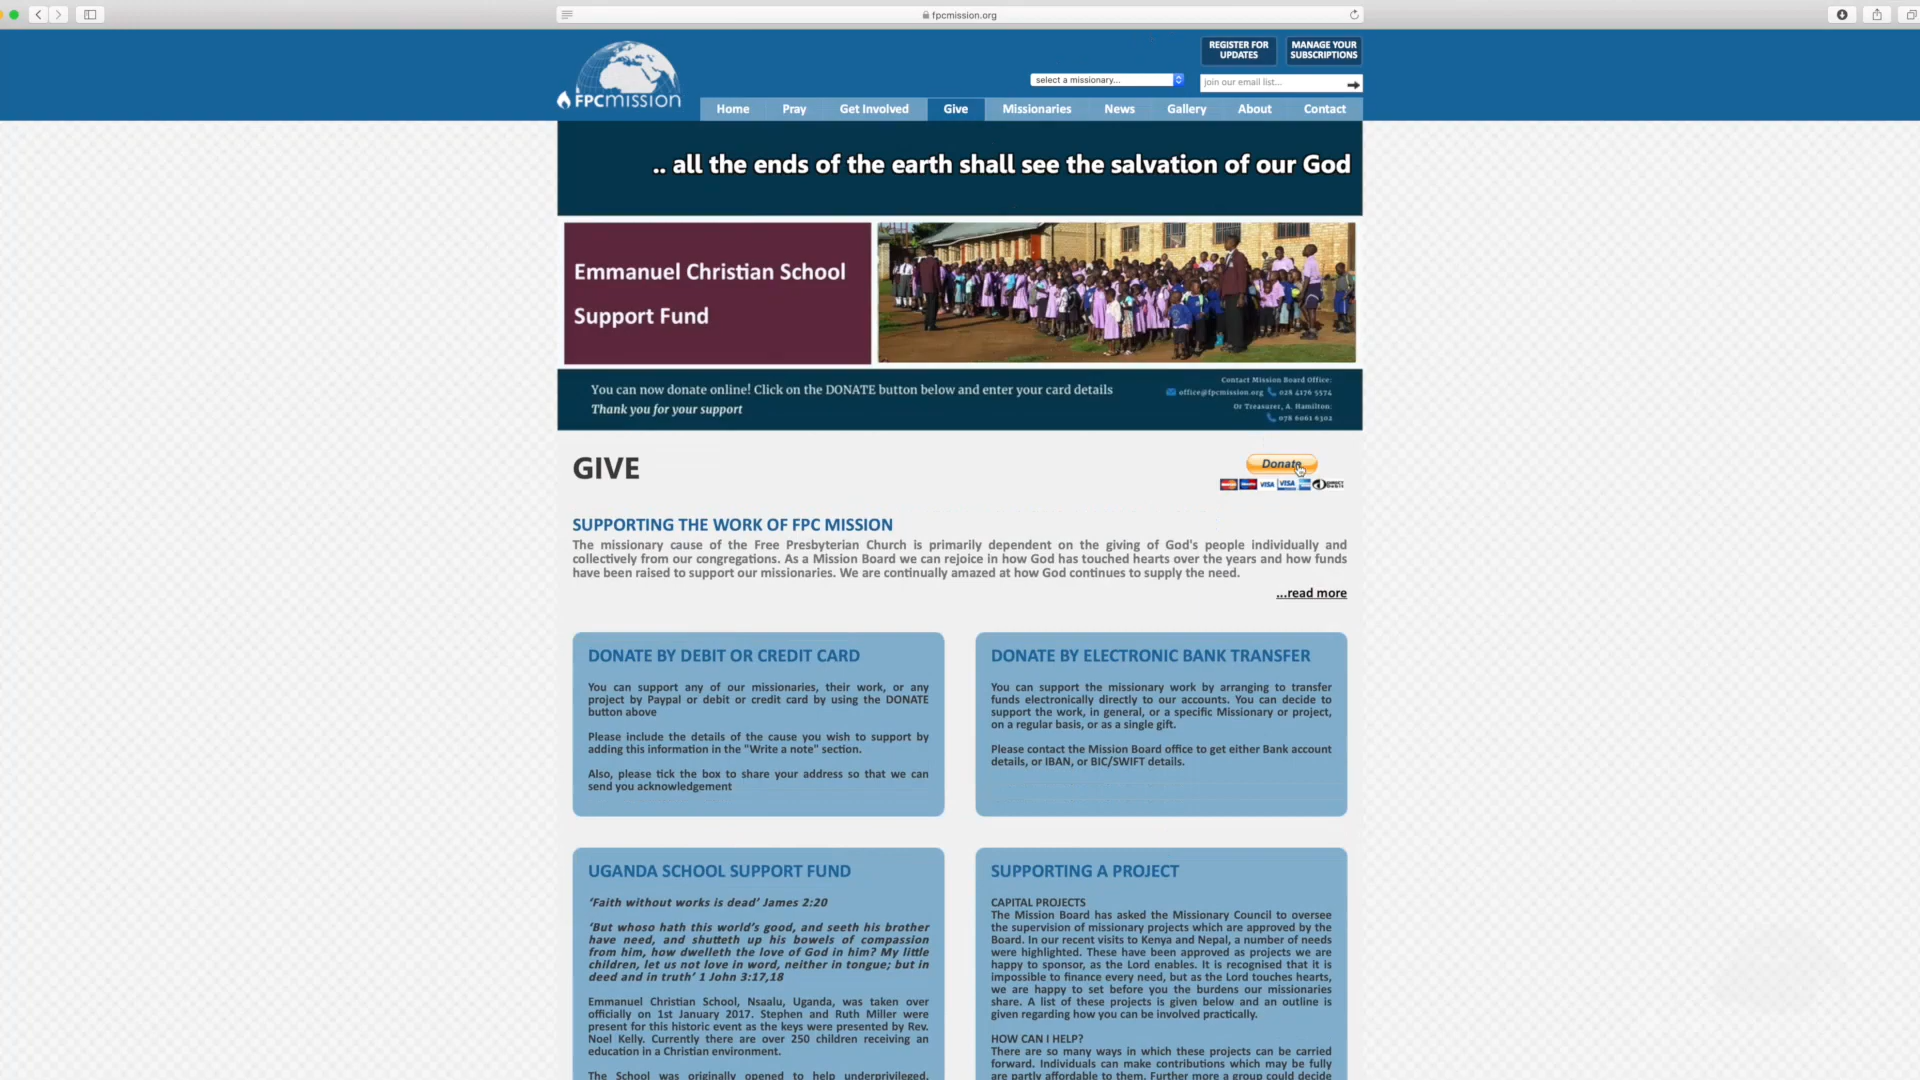 fpcmission.org
REGISTER FOR
UPDATES
MANAGE YOUR
SUBSCRIPTIONS
select a missionary...
join our email list...
FPCmission
Home Pray Get Involved Give Missionaries News Gallery About Contact
.. all the ends of the earth shall see the salvation of our God
Emmanuel Christian School
Support Fund
You can now donate online! Click on the DONATE button below and enter your card details
Thank you for your support
Contact Mission Board Office:
office@fpcmission.org 028 4176 5574
Or Treasurer, A. Hamilton:
078 6061 6302
GIVE
Donate
VISA VISA
SUPPORTING THE WORK OF FPC MISSION
The missionary cause of the Free Presbyterian Church is primarily dependent on the giving of God's people individually and
collectively from our congregations. As a Mission Board we can rejoice in how God has touched hearts over the years and how funds
have been raised to support our missionaries. We are continually amazed at how God continues to supply the need.
...read more
DONATE BY DEBIT OR CREDIT CARD
You can support any of our missionaries, their work, or any
project by Paypal or debit or credit card by using the DONATE
button above
Please include the details of the cause you wish to support by
adding this information in the "Write a note" section.
Also, please tick the box to share your address so that we can
send you acknowledgement
DONATE BY ELECTRONIC BANK TRANSFER
You can support the missionary work by arranging to transfer
funds electronically directly to our accounts. You can decide to
support the work, in general, or a specific Missionary or project,
on a regular basis, or as a single gift.
Please contact the Mission Board office to get either Bank account
details, or IBAN, or BIC/SWIFT details.
UGANDA SCHOOL SUPPORT FUND
‘Faith without works is dead’ James 2:20
‘But whoso hath this world’s good, and seeth his brother
have need, and shutteth up his bowels of compassion
from him, how dwelleth the love of God in him? My little
children, let us not love in word, neither in tongue; but in
deed and in truth’ 1 John 3:17,18
Emmanuel Christian School, Nsaalu, Uganda, was taken over
officially on 1st January 2017. Stephen and Ruth Miller were
present for this historic event as the keys were presented by Rev.
Noel Kelly. Currently there are over 250 children receiving an
education in a Christian environment.
The School was originally opened to help underprivileged,
SUPPORTING A PROJECT
CAPITAL PROJECTS
The Mission Board has asked the Missionary Council to oversee
the supervision of missionary projects which are approved by the
Board. In our recent visits to Kenya and Nepal, a number of needs
were highlighted. These have been approved as projects we are
happy to sponsor, as the Lord enables. It is recognised that it is
impossible to finance every need, but as the Lord touches hearts,
we are happy to set before you the burdens our missionaries
share. A list of these projects is given below and an outline is
given regarding how you can be involved practically.
HOW CAN I HELP?
There are so many ways in which these projects can be carried
forward. Individuals can make contributions which may be fully
are partly affordable to them. Further more a group could decide